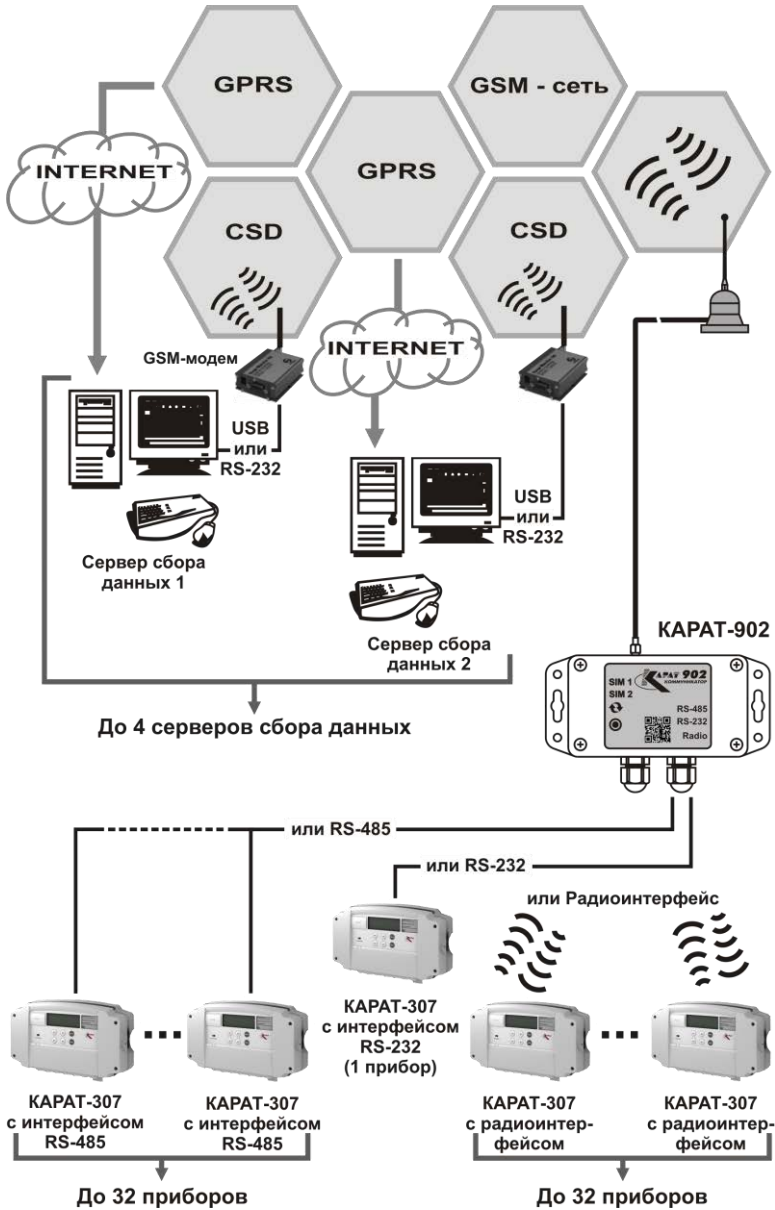 GPRS
GSM - сеть
INTERNET
GPRS
CSD
CSD
GSM-модем
INTERNET
USB
или
RS-232
USB
или
RS-232
Сервер сбора
данных 1
Сервер сбора
данных 2
КАРАТ-902
КАРАТ 902
КОММУНИКАТОР
SIM 1
SIM 2
RS-485
RS-232
Radio
До 4 серверов сбора данных
или RS-485
или RS-232
или Радиоинтерфейс
КАРАТ-307
с интерфейсом
RS-232
(1 прибор)
КАРАТ-307
с интерфейсом
RS-485
КАРАТ-307
с интерфейсом
RS-485
КАРАТ-307
с радиоинтер-
фейсом
КАРАТ-307
с радиоинтер-
фейсом
До 32 приборов
До 32 приборов